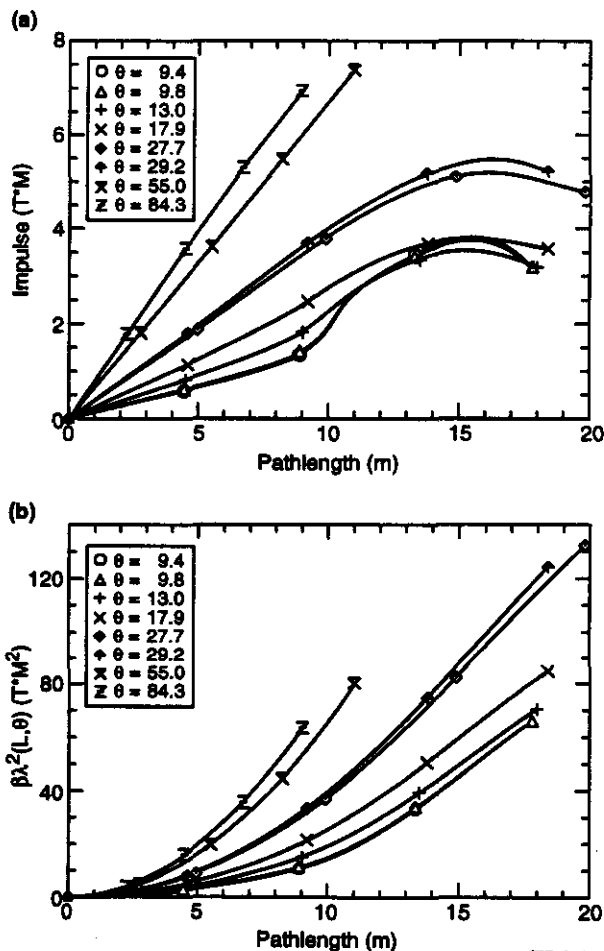 (a)
8
6
4
2
0
Impulse (T*M)
θ = 9.4
θ = 9.8
θ = 13.0
θ = 17.9
θ = 27.7
θ = 29.2
θ = 55.0
θ = 84.3
0 5 10 15 20
Pathlength (m)
(b)
120
80
40
0
βλ²(L,θ) (T*M²)
θ = 9.4
θ = 9.8
θ = 13.0
θ = 17.9
θ = 27.7
θ = 29.2
θ = 55.0
θ = 84.3
0 5 10 15 20
Pathlength (m)